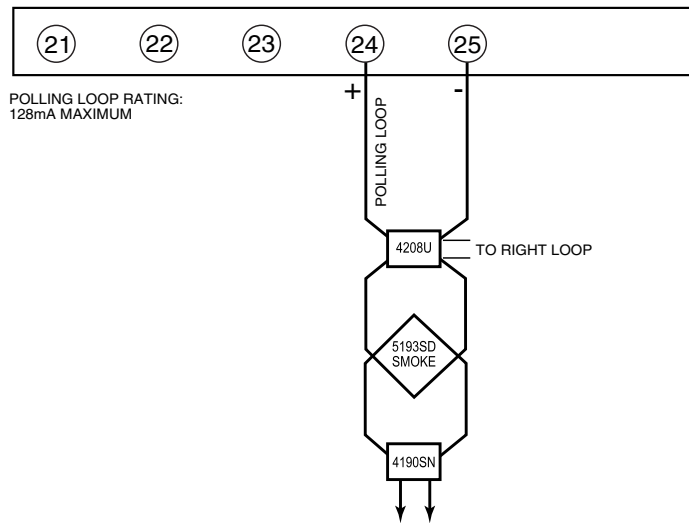 21 22 23 24 25
POLLING LOOP RATING:
128mA MAXIMUM
+ -
POLLING LOOP
4208U
TO RIGHT LOOP
5193SD
SMOKE
4190SN